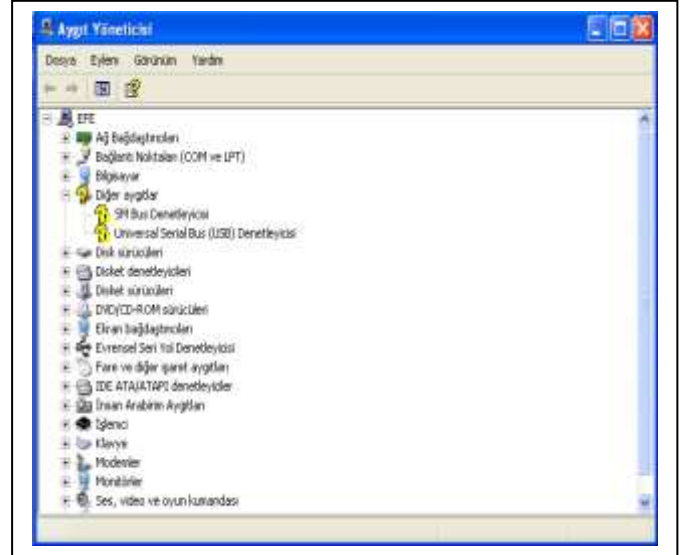 Aygıt Yöneticisi
Dosya Eylem Görünüm Yardım
EFE
Ağ Bağdaştırıcıları
Bağlantı Noktaları (COM ve LPT)
Bilgisayar
Diğer aygıtlar
SM Bus Denetleyicisi
Universal Serial Bus (USB) Denetleyicisi
Disk sürücüleri
Disket denetleyicileri
Disket sürücüleri
DVD/CD-ROM sürücüleri
Ekran bağdaştırıcıları
Evrensel Seri Yol Denetleyicisi
Fare ve diğer işaret aygıtları
IDE ATA/ATAPI denetleyiciler
İnsan Arabirim Aygıtları
İşlemci
Klavye
Modemler
Monitörler
Ses, video ve oyun kumandası